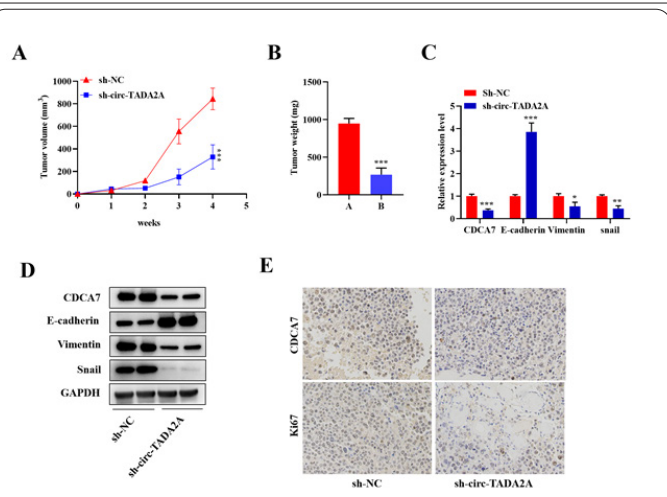 A
sh-NC
sh-circ-TADA2A
Tumor volume (mm³)
1000
800
600
400
200
0
0 1 2 3 4 5
weeks
***
B
Tumor weight (mg)
1500
1000
500
0
***
A B
C
Sh-NC
sh-circ-TADA2A
Relative expression level
5
4
3
2
1
0
*** *** * **
CDCA7 E-cadherin Vimentin snail
D
CDCA7
E-cadherin
Vimentin
Snail
GAPDH
sh-NC
sh-circ-TADA2A
E
CDCA7
Ki67
sh-NC sh-circ-TADA2A